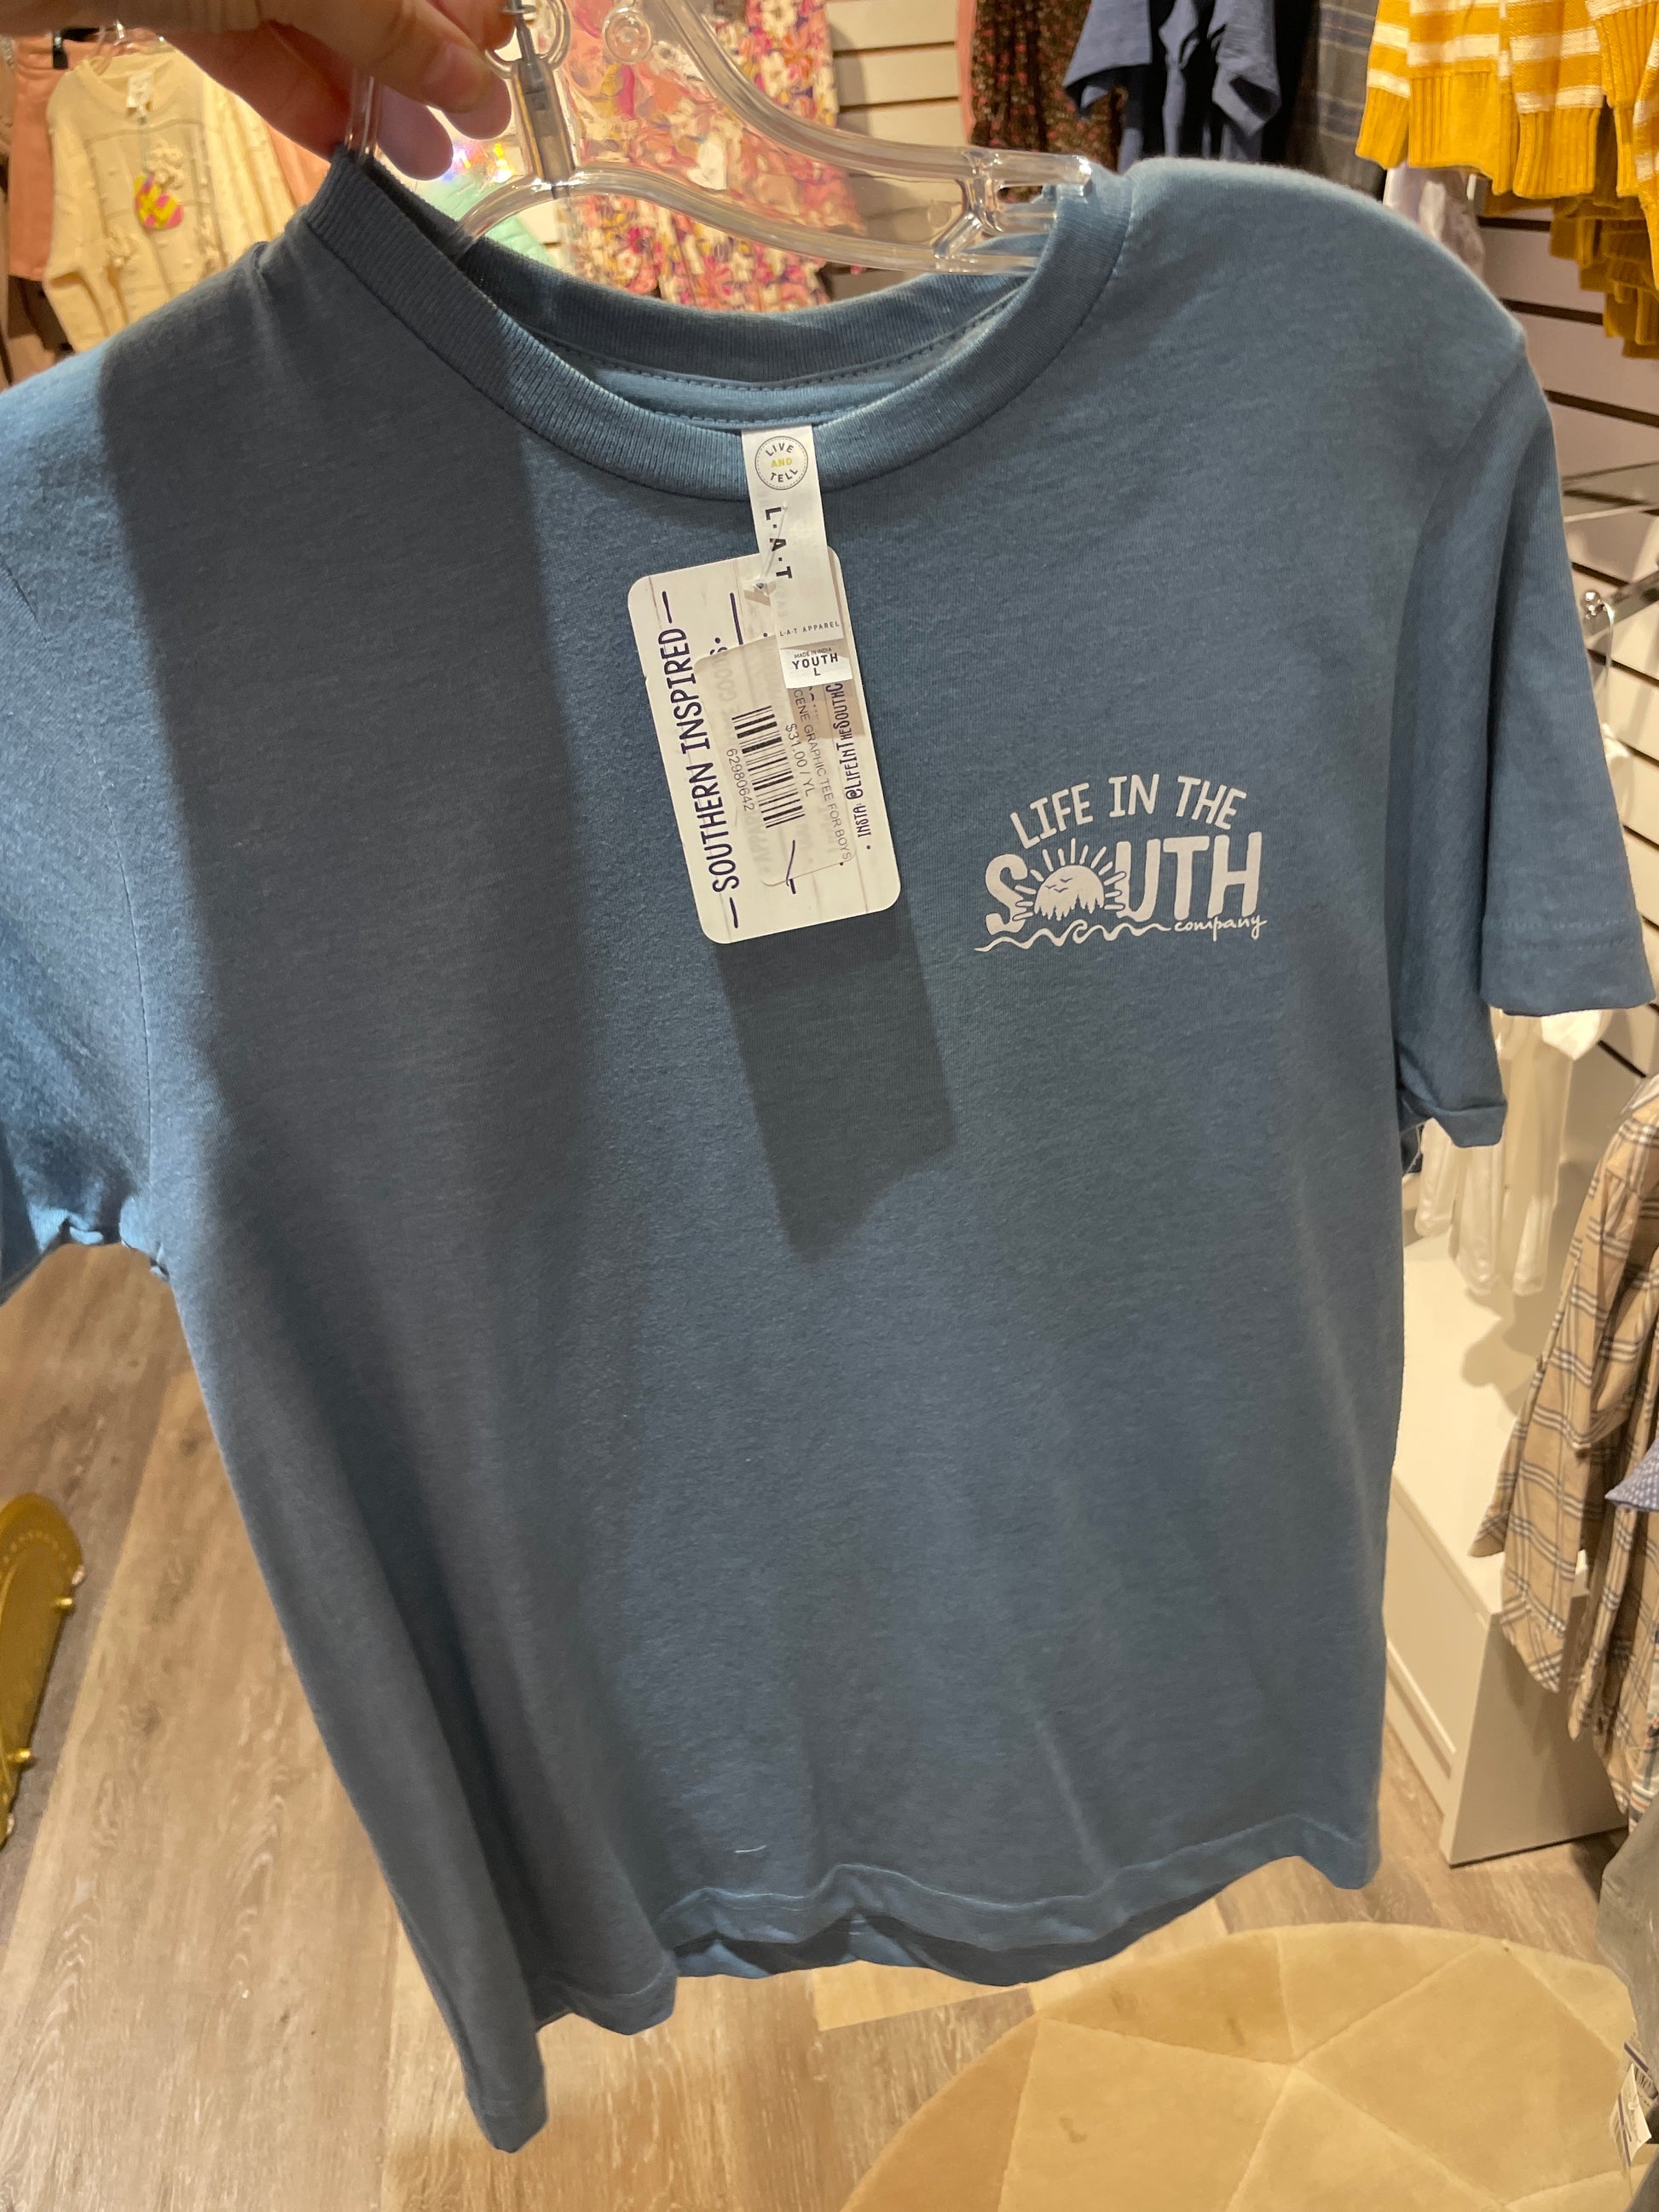 LIVE
AND
TELL
L·A·T
L·A·T APPAREL
MADE IN INDIA
YOUTH
L
SOUTHERN INSPIRED
62980642
$31.00 / YL
GRAPHIC TEE FOR BOYS
INSTA: @LIFEINTHESOUTHC
LIFE IN THE
SOUTH
company